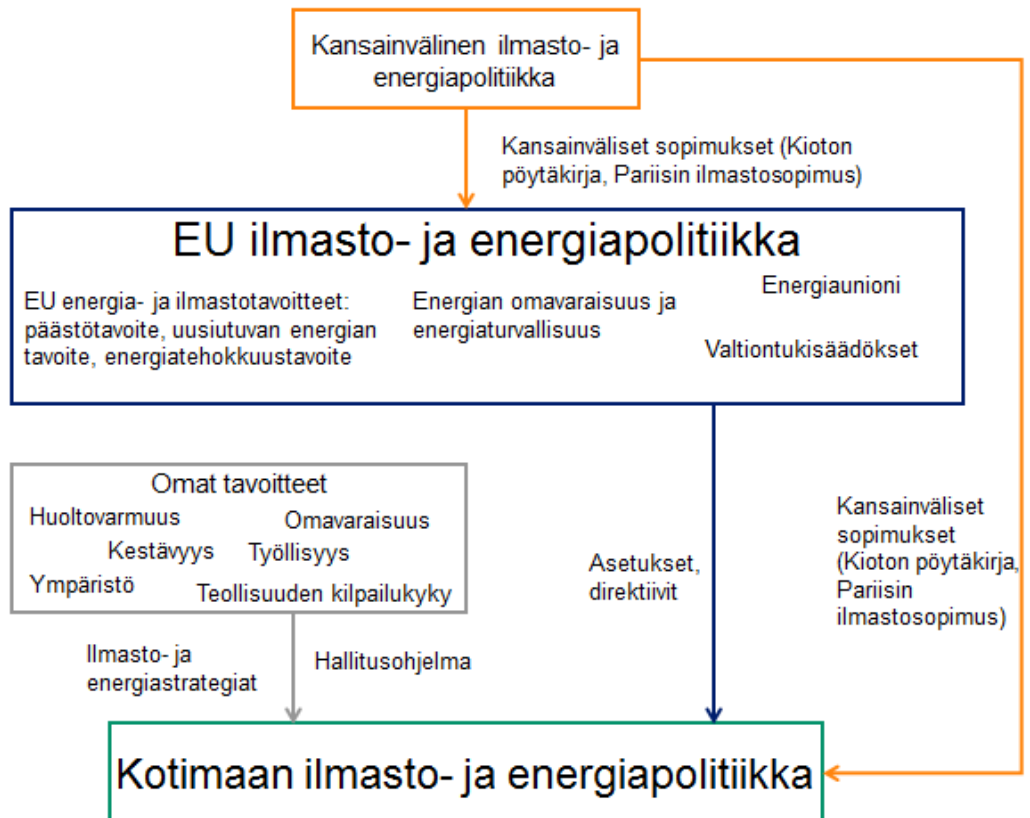 Kansainvälinen ilmasto- ja
energiapolitiikka
Kansainväliset sopimukset (Kioton
pöytäkirja, Pariisin ilmastosopimus)
EU ilmasto- ja energiapolitiikka
EU energia- ja ilmastotavoitteet:
päästötavoite, uusiutuvan energian
tavoite, energiatehokkuustavoite
Energian omavaraisuus ja
energiaturvallisuus
Energiaunioni
Valtiontukisäädökset
Omat tavoitteet
Huoltovarmuus
Omavaraisuus
Kestävyys
Työllisyys
Ympäristö
Teollisuuden kilpailukyky
Ilmasto- ja
energiastrategiat
Hallitusohjelma
Asetukset,
direktiivit
Kansainväliset
sopimukset
(Kioton pöytäkirja,
Pariisin
ilmastosopimus)
Kotimaan ilmasto- ja energiapolitiikka